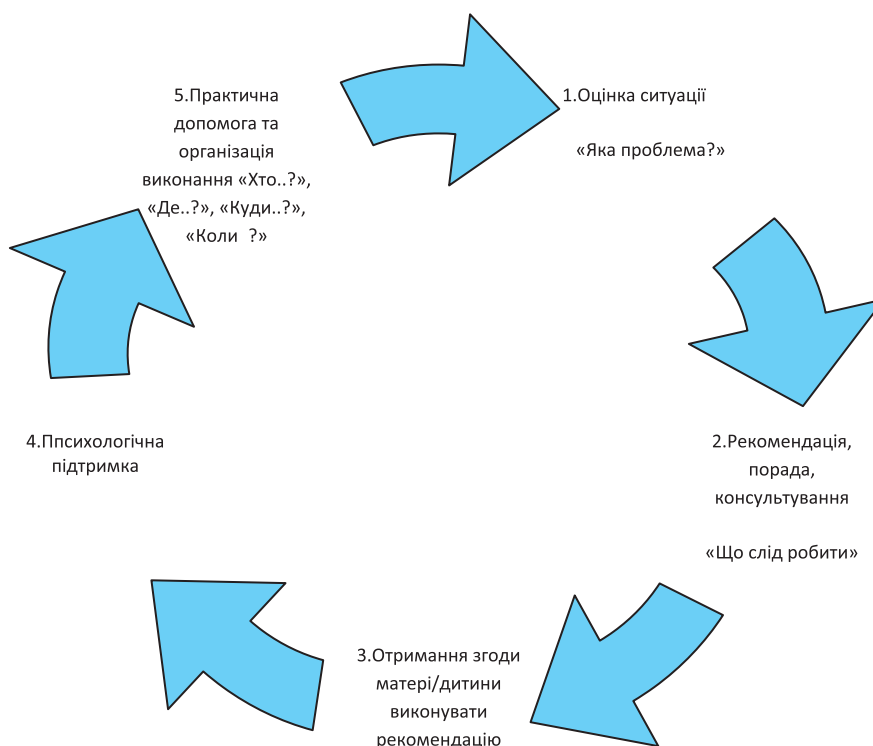 1.Оцінка ситуації
«Яка проблема?»
2.Рекомендація,
порада,
консультування
«Що слід робити»
3.Отримання згоди
матері/дитини
виконувати
рекомендацію
4.Ппсихологічна
підтримка
5.Практична
допомога та
організація
виконання «Хто..?»,
«Де..?», «Куди..?»,
«Коли ?»